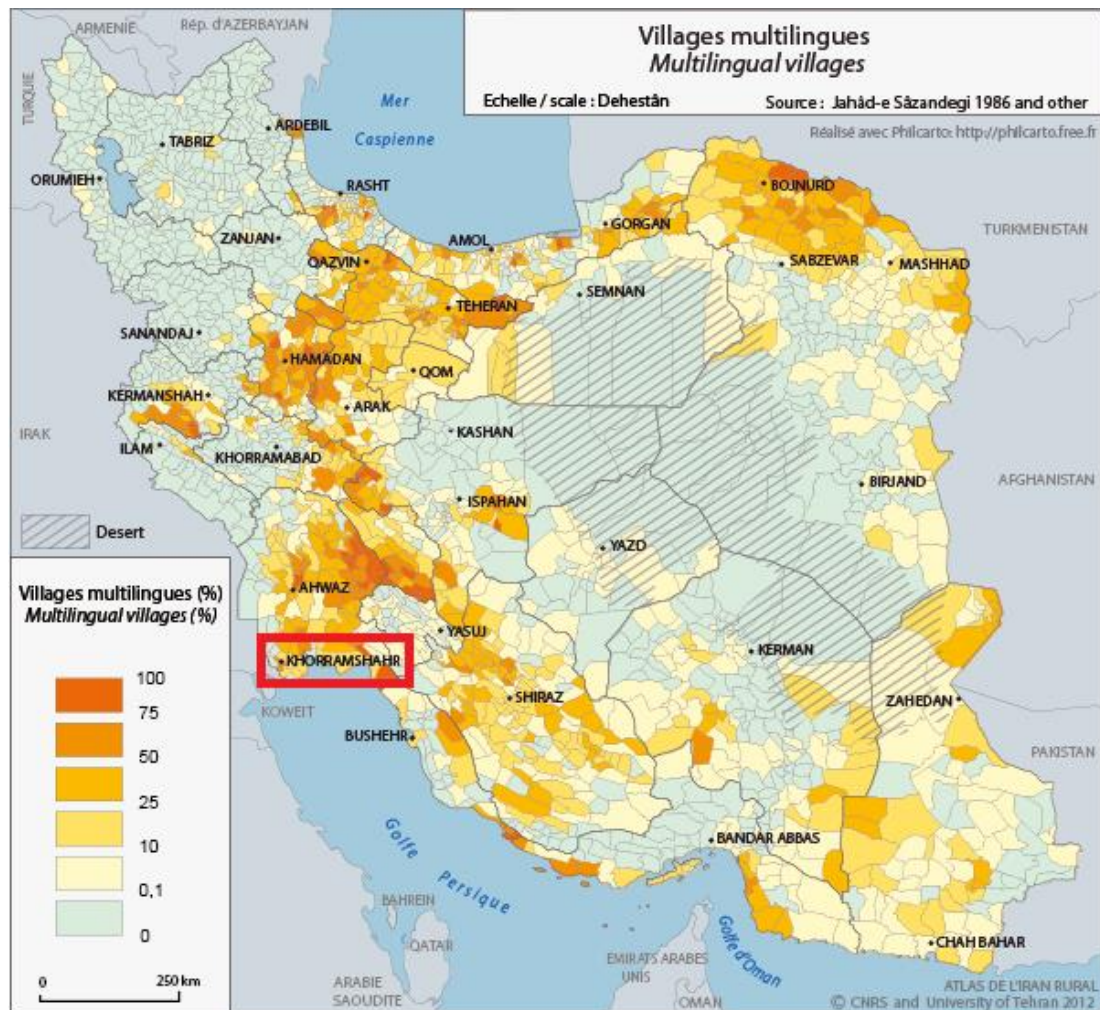 ARMENIE
Rép. d'AZERBAYJAN
Villages multilingues
Multilingual villages
Echelle / scale : Dehestân
Source : Jahâd-e Sâzandegi 1986 and other
Réalisé avec Philcarto: http://philcarto.free.fr
TURQUIE
Mer
Caspienne
ARDEBIL
TABRIZ
ORUMIEH
RASHT
BOJNURD
GORGAN
TURKMENISTAN
ZANJAN
AMOL
QAZVIN
SABZEVAR
MASHHAD
SEMNAN
TEHERAN
SANANDAJ
HAMADAN
QOM
KERMANSHAH
ARAK
IRAK
KASHAN
ILAM
KHORRAMABAD
AFGHANISTAN
BIRJAND
ISPAHAN
Desert
YAZD
Villages multilingues (%)
Multilingual villages (%)
AHWAZ
YASUJ
KERMAN
KHORRAMSHAHR
100
75
50
25
10
0,1
0
SHIRAZ
ZAHEDAN
KOWEIT
BUSHEHR
PAKISTAN
BANDAR ABBAS
Golfe
Persique
BAHREIN
QATAR
Golfe d'Oman
CHAH BAHAR
EMIRATS ARABES
UNIS
0
250 km
ARABIE
SAOUDITE
OMAN
ATLAS DE L'IRAN RURAL
© CNRS and University of Tehran 2012